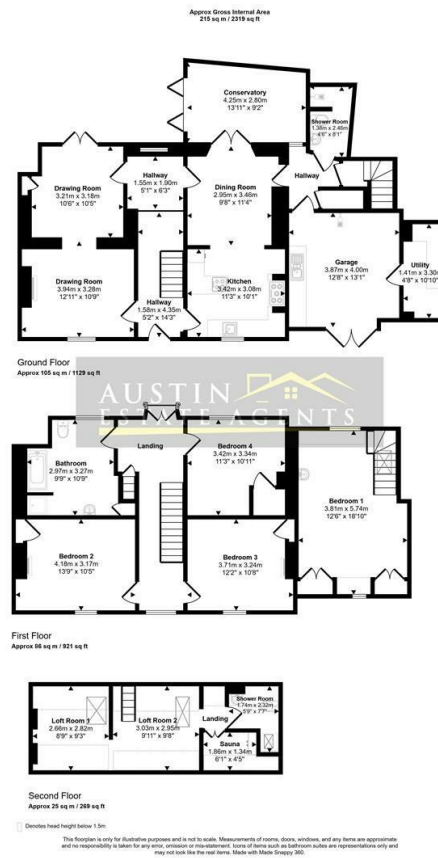 Approx Gross Internal Area
215 sq m / 2319 sq ft
Conservatory
4.25m x 2.80m
13'11" x 9'2"
Shower Room
1.38m x 2.46m
4'6" x 8'1"
Drawing Room
3.21m x 3.18m
10'6" x 10'5"
Hallway
1.55m x 1.90m
5'1" x 6'3"
Dining Room
2.95m x 3.46m
9'8" x 11'4"
Hallway
Garage
3.87m x 4.00m
12'8" x 13'1"
Utility
1.41m x 3.30m
4'8" x 10'10"
Drawing Room
3.94m x 3.28m
12'11" x 10'9"
Hallway
1.58m x 4.35m
5'2" x 14'3"
Kitchen
3.42m x 3.08m
11'3" x 10'1"
Ground Floor
Approx 105 sq m / 1129 sq ft
AUSTIN
ESTATE AGENTS
Bathroom
2.97m x 3.27m
9'9" x 10'9"
Landing
Bedroom 4
3.42m x 3.34m
11'3" x 10'11"
Bedroom 1
3.81m x 5.74m
12'6" x 18'10"
Bedroom 2
4.18m x 3.17m
13'9" x 10'5"
Bedroom 3
3.71m x 3.24m
12'2" x 10'8"
First Floor
Approx 86 sq m / 921 sq ft
Loft Room 1
2.66m x 2.82m
8'9" x 9'3"
Loft Room 2
3.03m x 2.95m
9'11" x 9'8"
Landing
Shower Room
1.74m x 2.32m
5'9" x 7'7"
Sauna
1.86m x 1.34m
6'1" x 4'5"
Second Floor
Approx 25 sq m / 269 sq ft
Denotes head height below 1.5m
This floorplan is only for illustrative purposes and is not to scale. Measurements of rooms, doors, windows, and any items are approximate
and no responsibility is taken for any error, omission or mis-statement. Icons of items such as bathroom suites are representations only and
may not look like the real items. Made with Made Snappy 360.